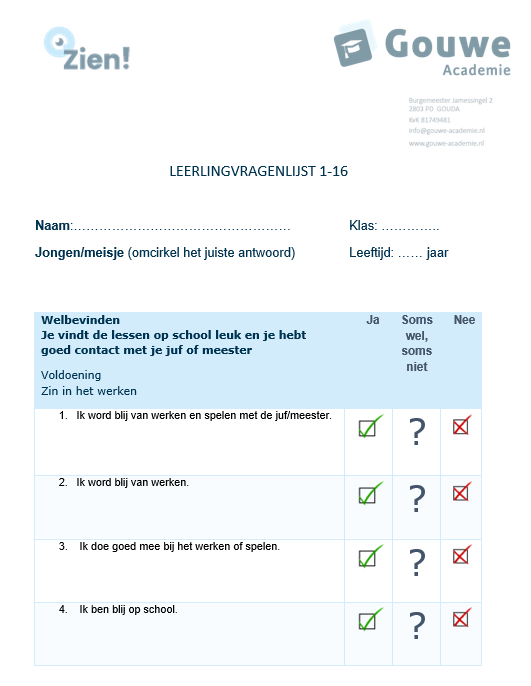 Zien!
Gouwe
Academie
Burgemeester Jamessingel 2
2803 PD GOUDA
KvK 81749481
info@gouwe-academie.nl
www.gouwe-academie.nl
LEERLINGVRAGENLIJST 1-16
Naam:…………………………………………… Klas: …………..
Jongen/meisje (omcirkel het juiste antwoord) Leeftijd: …… jaar
Welbevinden
Je vindt de lessen op school leuk en je hebt
goed contact met je juf of meester
Voldoening
Zin in het werken
Ja
Soms
wel,
soms
niet
Nee
1. Ik word blij van werken en spelen met de juf/meester.
?
2. Ik word blij van werken.
?
3. Ik doe goed mee bij het werken of spelen.
?
4. Ik ben blij op school.
?